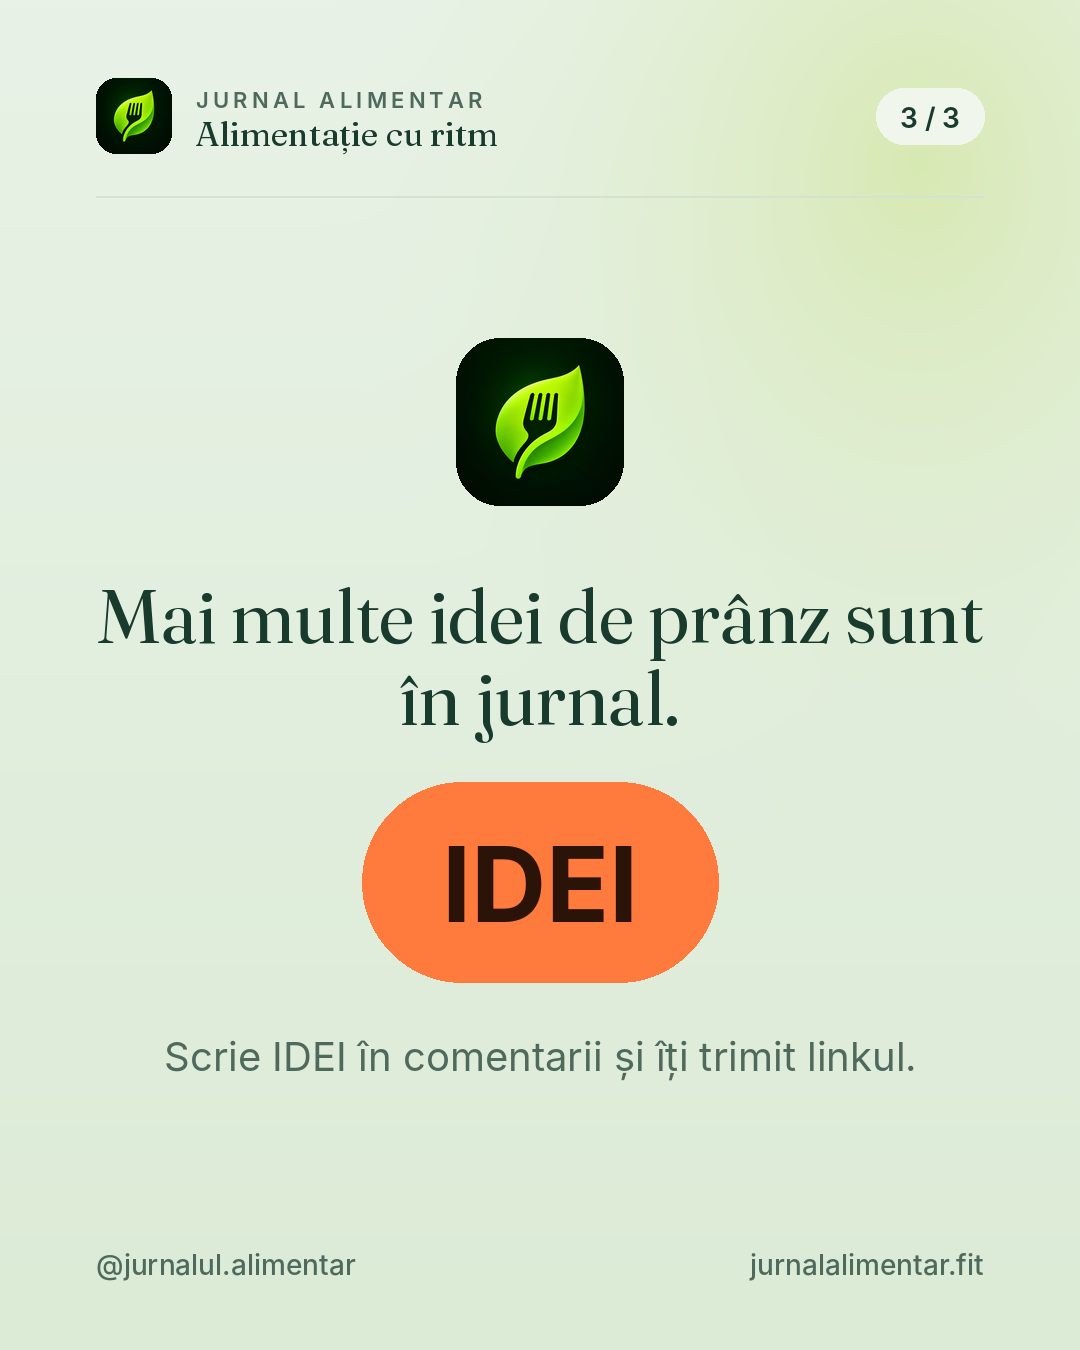 JURNAL ALIMENTAR
Alimentație cu ritm
3 / 3
Mai multe idei de prânz sunt
în jurnal.
IDEI
Scrie IDEI în comentarii și îți trimit linkul.
@jurnalul.alimentar
jurnalalimentar.fit